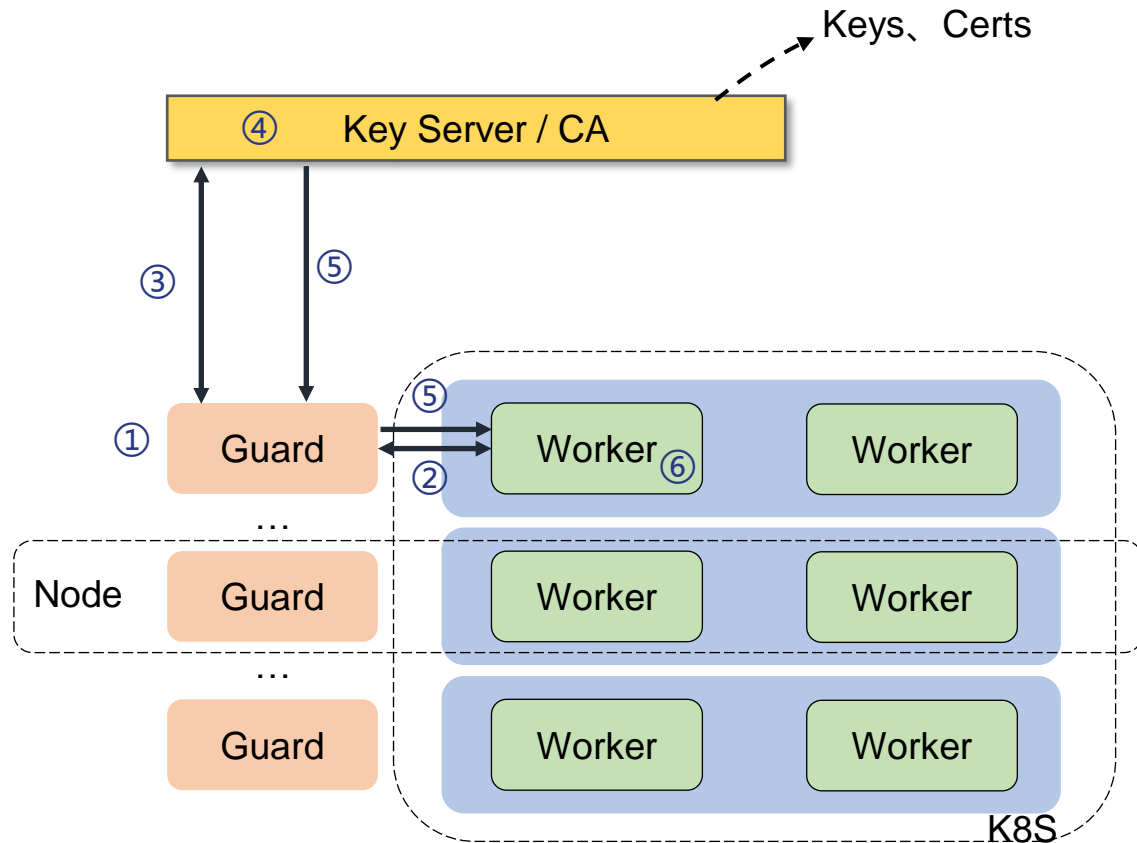 Keys、Certs
④ Key Server / CA
③
⑤
⑤
① Guard
②
Worker ⑥
Worker
…
Node
Guard
Worker
Worker
…
Guard
Worker
Worker
K8S